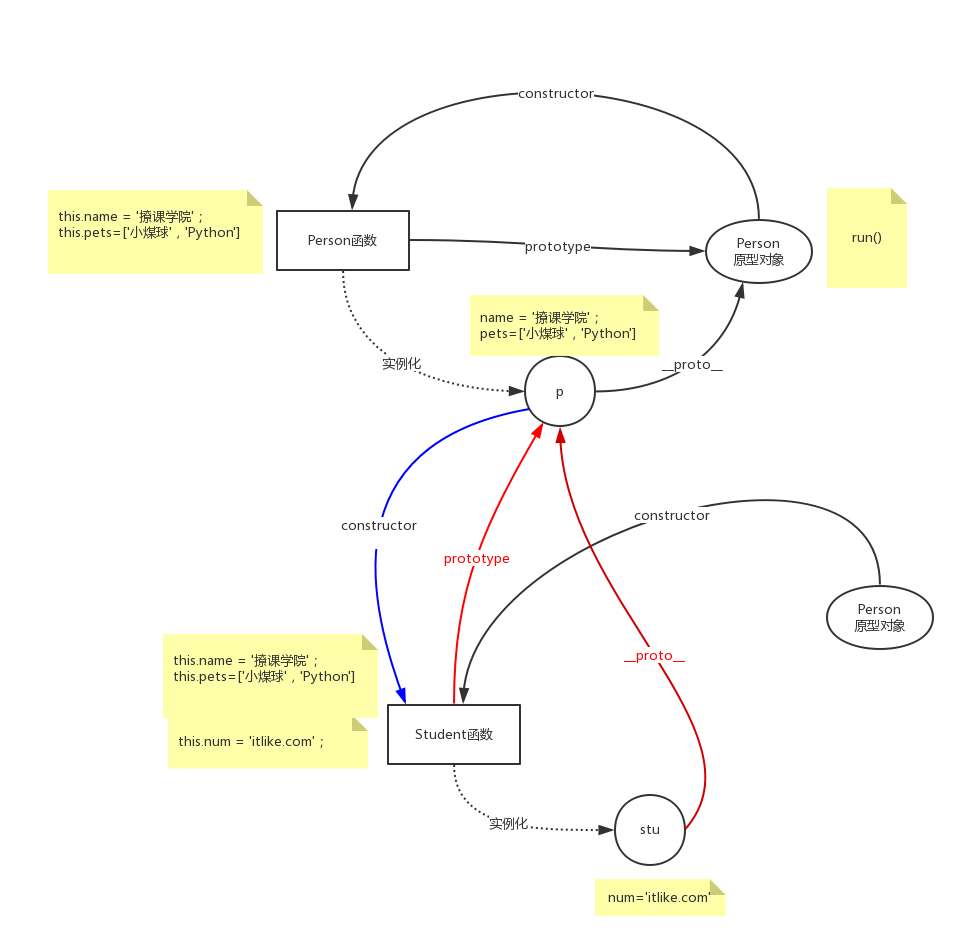 constructor
this.name = '撩课学院' ;
this.pets=['小煤球' , 'Python']
Person函数
prototype
Person
原型对象
run()
name = '撩课学院' ;
pets=['小煤球' , 'Python']
实例化
__proto__
p
constructor
prototype
constructor
Person
原型对象
__proto__
this.name = '撩课学院' ;
this.pets=['小煤球' , 'Python']
this.num = 'itlike.com' ;
Student函数
实例化
stu
num='itlike.com'